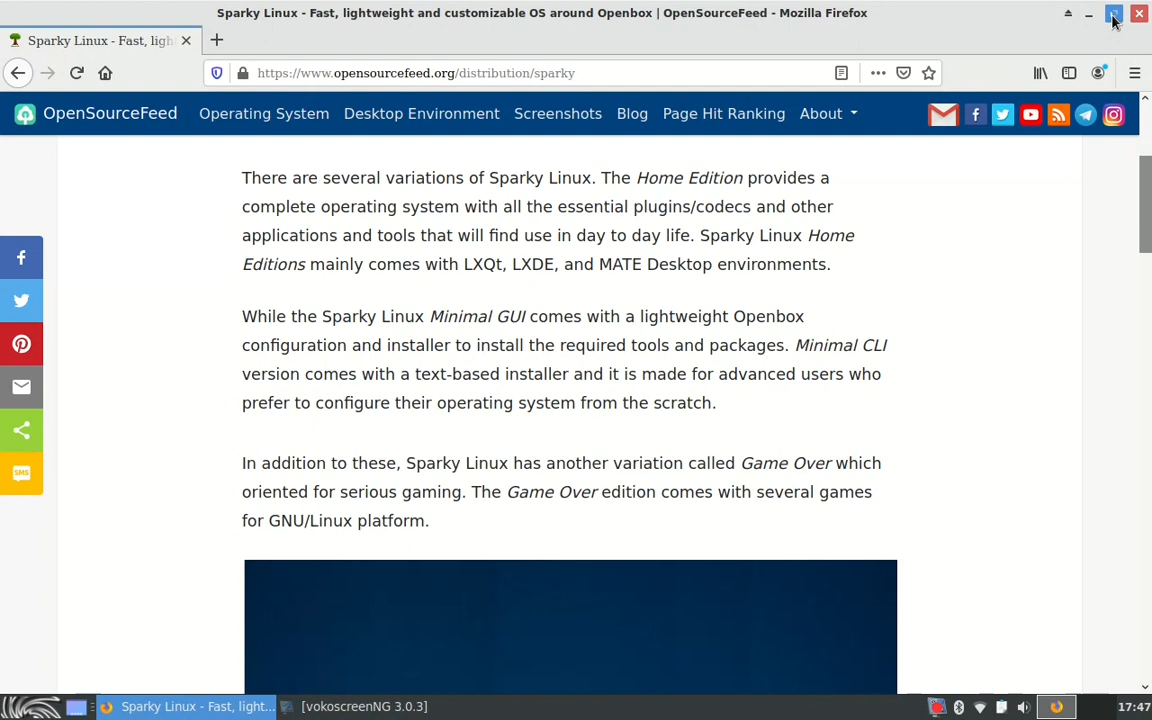 Sparky Linux - Fast, lightweight and customizable OS around Openbox | OpenSourceFeed - Mozilla Firefox
Sparky Linux - Fast, ligh
https://www.opensourcefeed.org/distribution/sparky
OpenSourceFeed Operating System Desktop Environment Screenshots Blog Page Hit Ranking About
There are several variations of Sparky Linux. The Home Edition provides a
complete operating system with all the essential plugins/codecs and other
applications and tools that will find use in day to day life. Sparky Linux Home
Editions mainly comes with LXQt, LXDE, and MATE Desktop environments.
While the Sparky Linux Minimal GUI comes with a lightweight Openbox
configuration and installer to install the required tools and packages. Minimal CLI
version comes with a text-based installer and it is made for advanced users who
prefer to configure their operating system from the scratch.
In addition to these, Sparky Linux has another variation called Game Over which
oriented for serious gaming. The Game Over edition comes with several games
for GNU/Linux platform.
SMS
Sparky Linux - Fast, light... [vokoscreenNG 3.0.3] 17:47